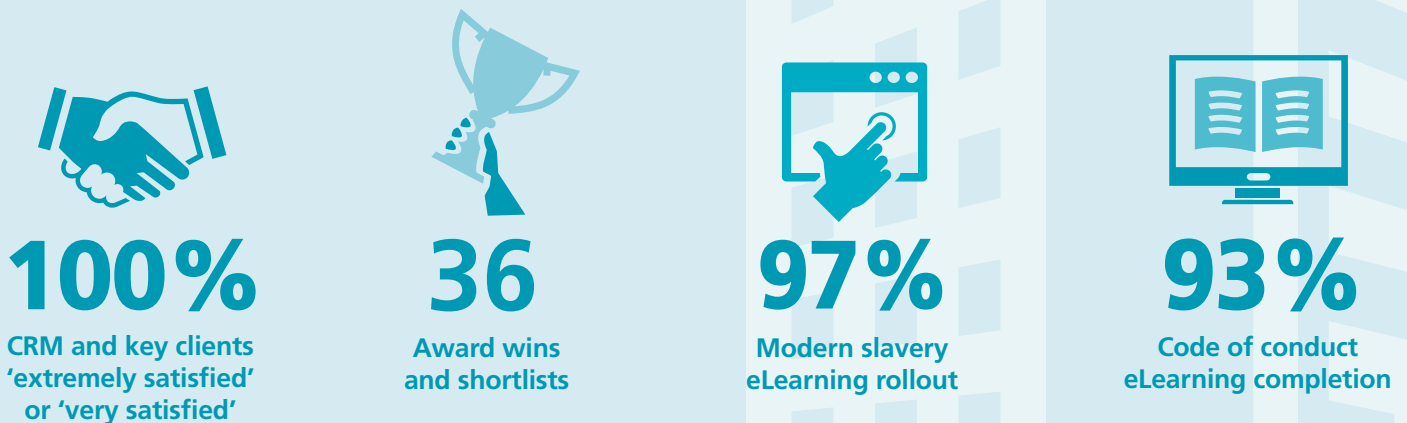 100%
CRM and key clients
‘extremely satisfied’
or ‘very satisfied’
36
Award wins
and shortlists
97%
Modern slavery
eLearning rollout
93%
Code of conduct
eLearning completion